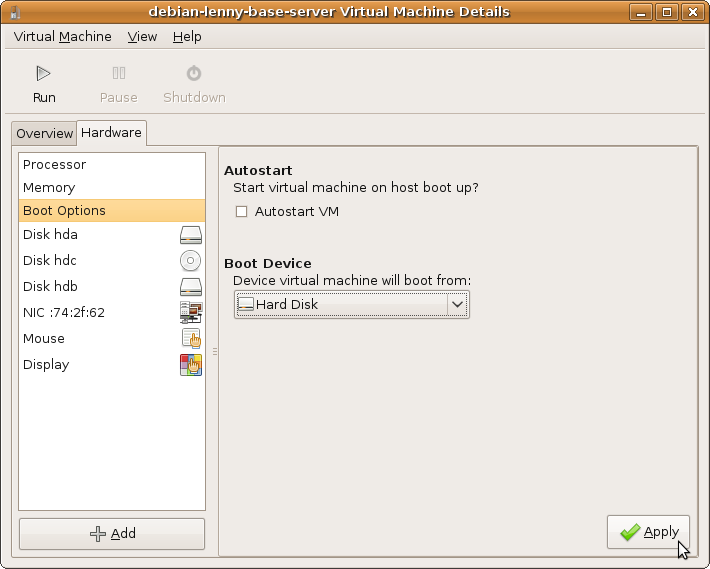 debian-lenny-base-server Virtual Machine Details
Virtual Machine View Help
Run Pause Shutdown
Overview Hardware
Processor
Memory
Boot Options
Disk hda
Disk hdc
Disk hdb
NIC :74:2f:62
Mouse
Display
Add
Autostart
Start virtual machine on host boot up?
Autostart VM
Boot Device
Device virtual machine will boot from:
Hard Disk
Apply